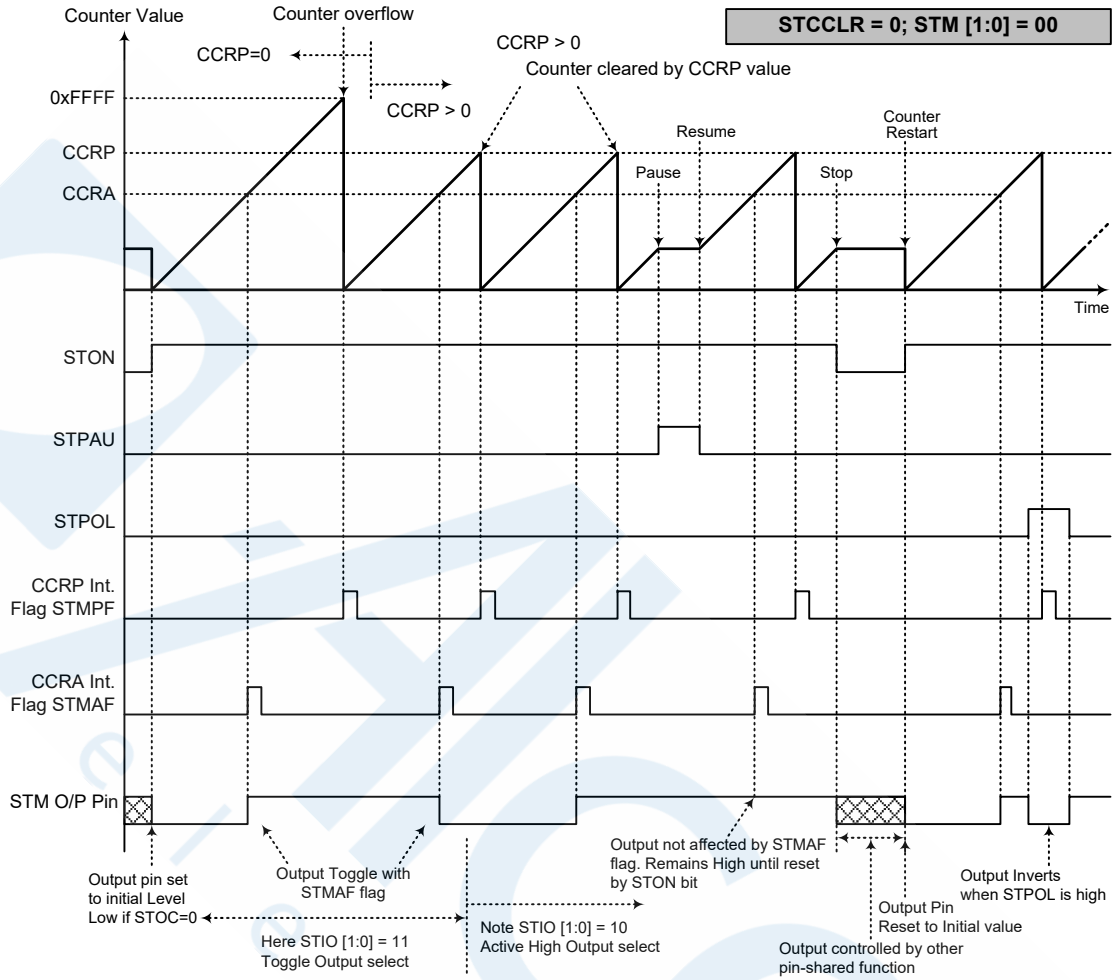 Counter Value
Counter overflow
STCCLR = 0; STM [1:0] = 00
CCRP=0
CCRP > 0
CCRP > 0
Counter cleared by CCRP value
0xFFFF
CCRP
CCRA
Pause
Resume
Stop
Counter
Restart
Time
STON
STPAU
STPOL
CCRP Int.
Flag STMPF
CCRA Int.
Flag STMAF
STM O/P Pin
Output pin set
to initial Level
Low if STOC=0
Output Toggle with
STMAF flag
Here STIO [1:0] = 11
Toggle Output select
Note STIO [1:0] = 10
Active High Output select
Output not affected by STMAF
flag. Remains High until reset
by STON bit
Output controlled by other
pin-shared function
Output Pin
Reset to Initial value
Output Inverts
when STPOL is high